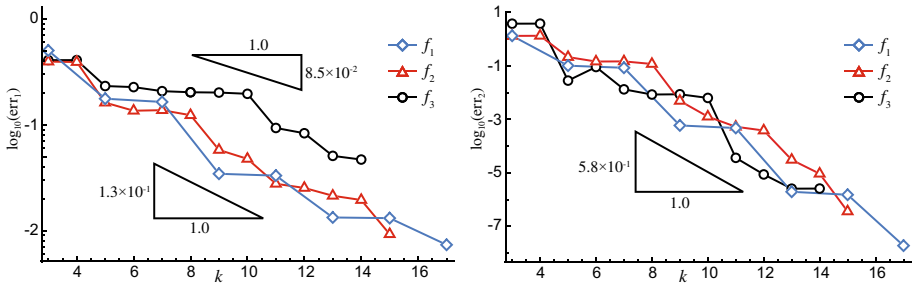 0
-1
-2
log₁₀(err₁)
4 6 8 10 12 14 16
k
1.0
8.5×10⁻²
1.3×10⁻¹
1.0
f₁
f₂
f₃
1
-1
-3
-5
-7
log₁₀(err₂)
4 6 8 10 12 14 16
k
5.8×10⁻¹
1.0
f₁
f₂
f₃